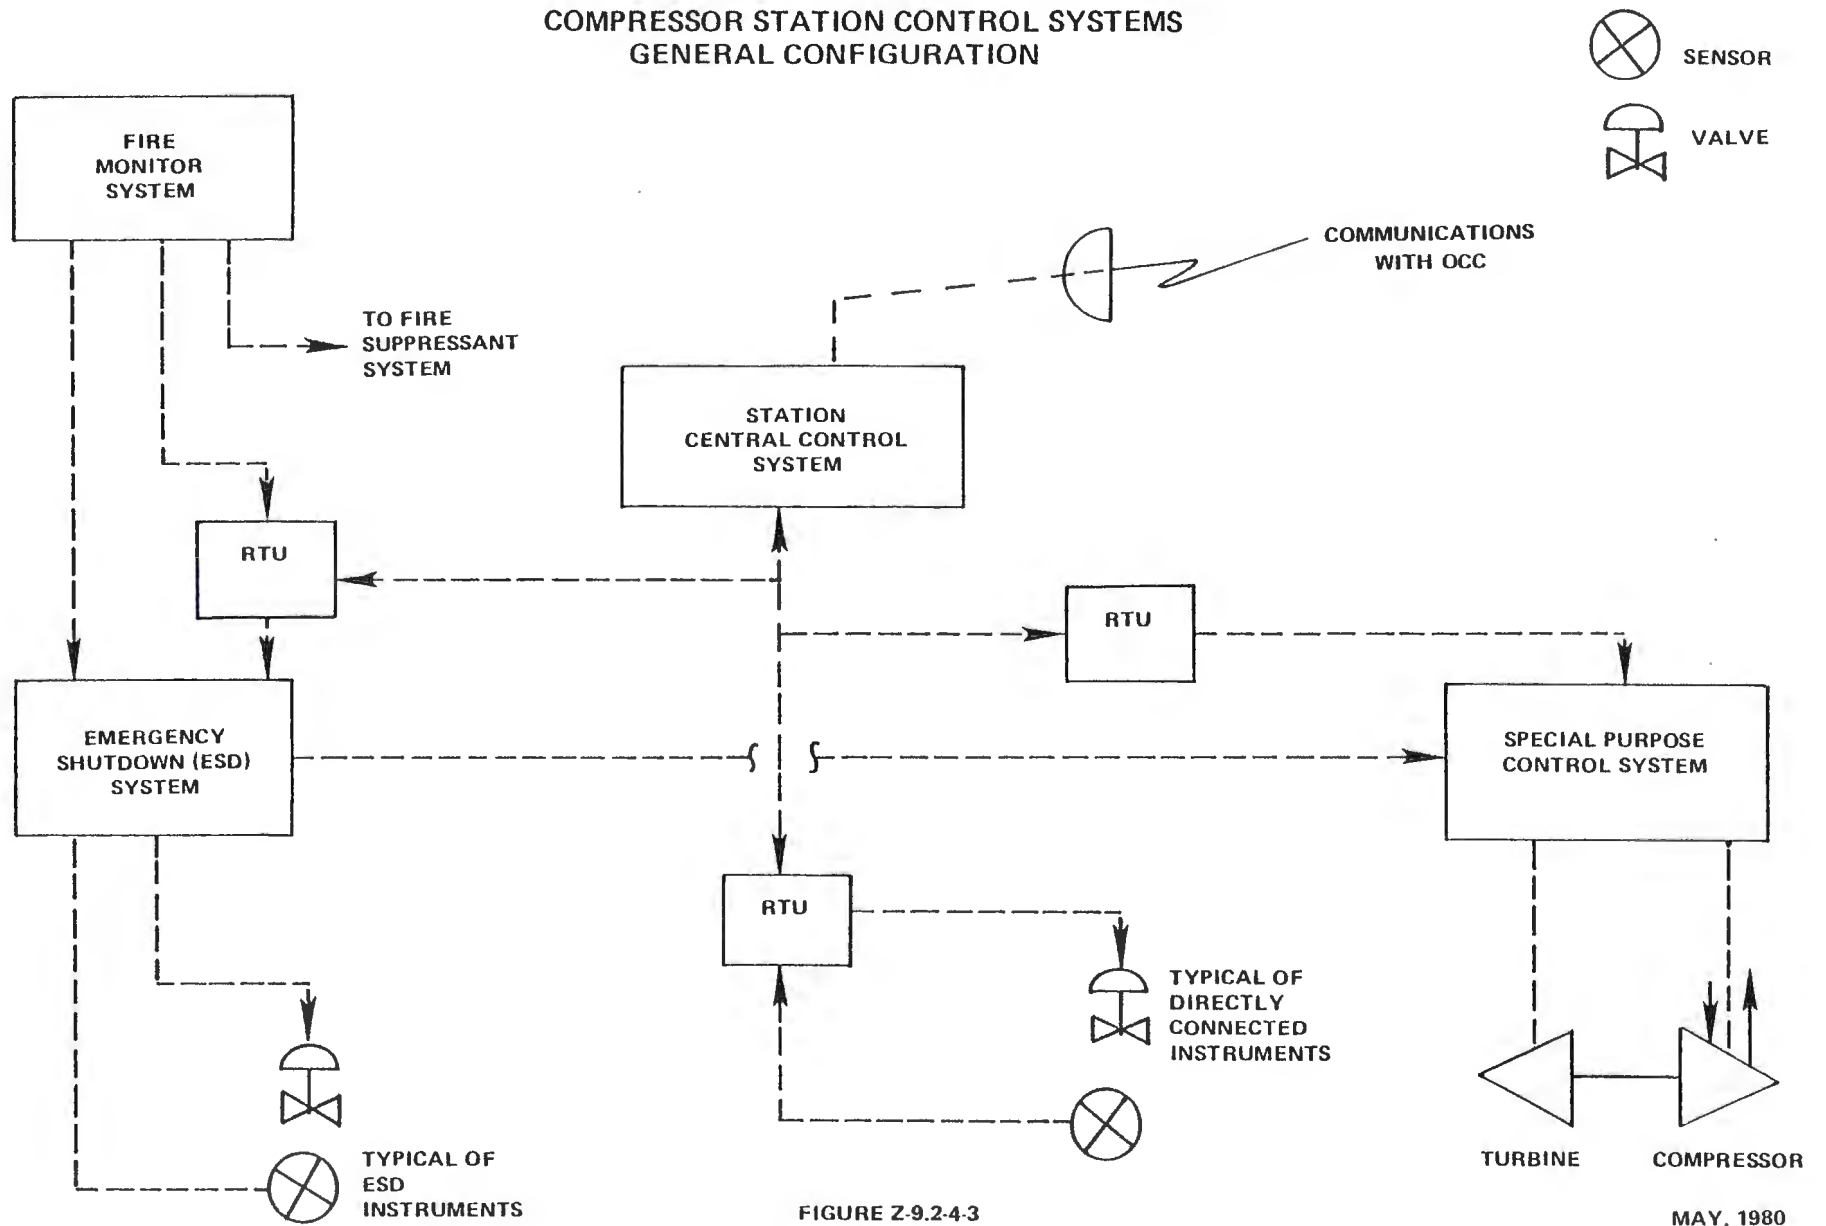 COMPRESSOR STATION CONTROL SYSTEMS
GENERAL CONFIGURATION
SENSOR
VALVE
FIRE
MONITOR
SYSTEM
COMMUNICATIONS
WITH OCC
TO FIRE
SUPPRESSANT
SYSTEM
STATION
CENTRAL CONTROL
SYSTEM
RTU
RTU
EMERGENCY
SHUTDOWN (ESD)
SYSTEM
SPECIAL PURPOSE
CONTROL SYSTEM
RTU
TYPICAL OF
DIRECTLY
CONNECTED
INSTRUMENTS
TYPICAL OF
ESD
INSTRUMENTS
TURBINE
COMPRESSOR
FIGURE Z-9.2-4-3
MAY, 1980